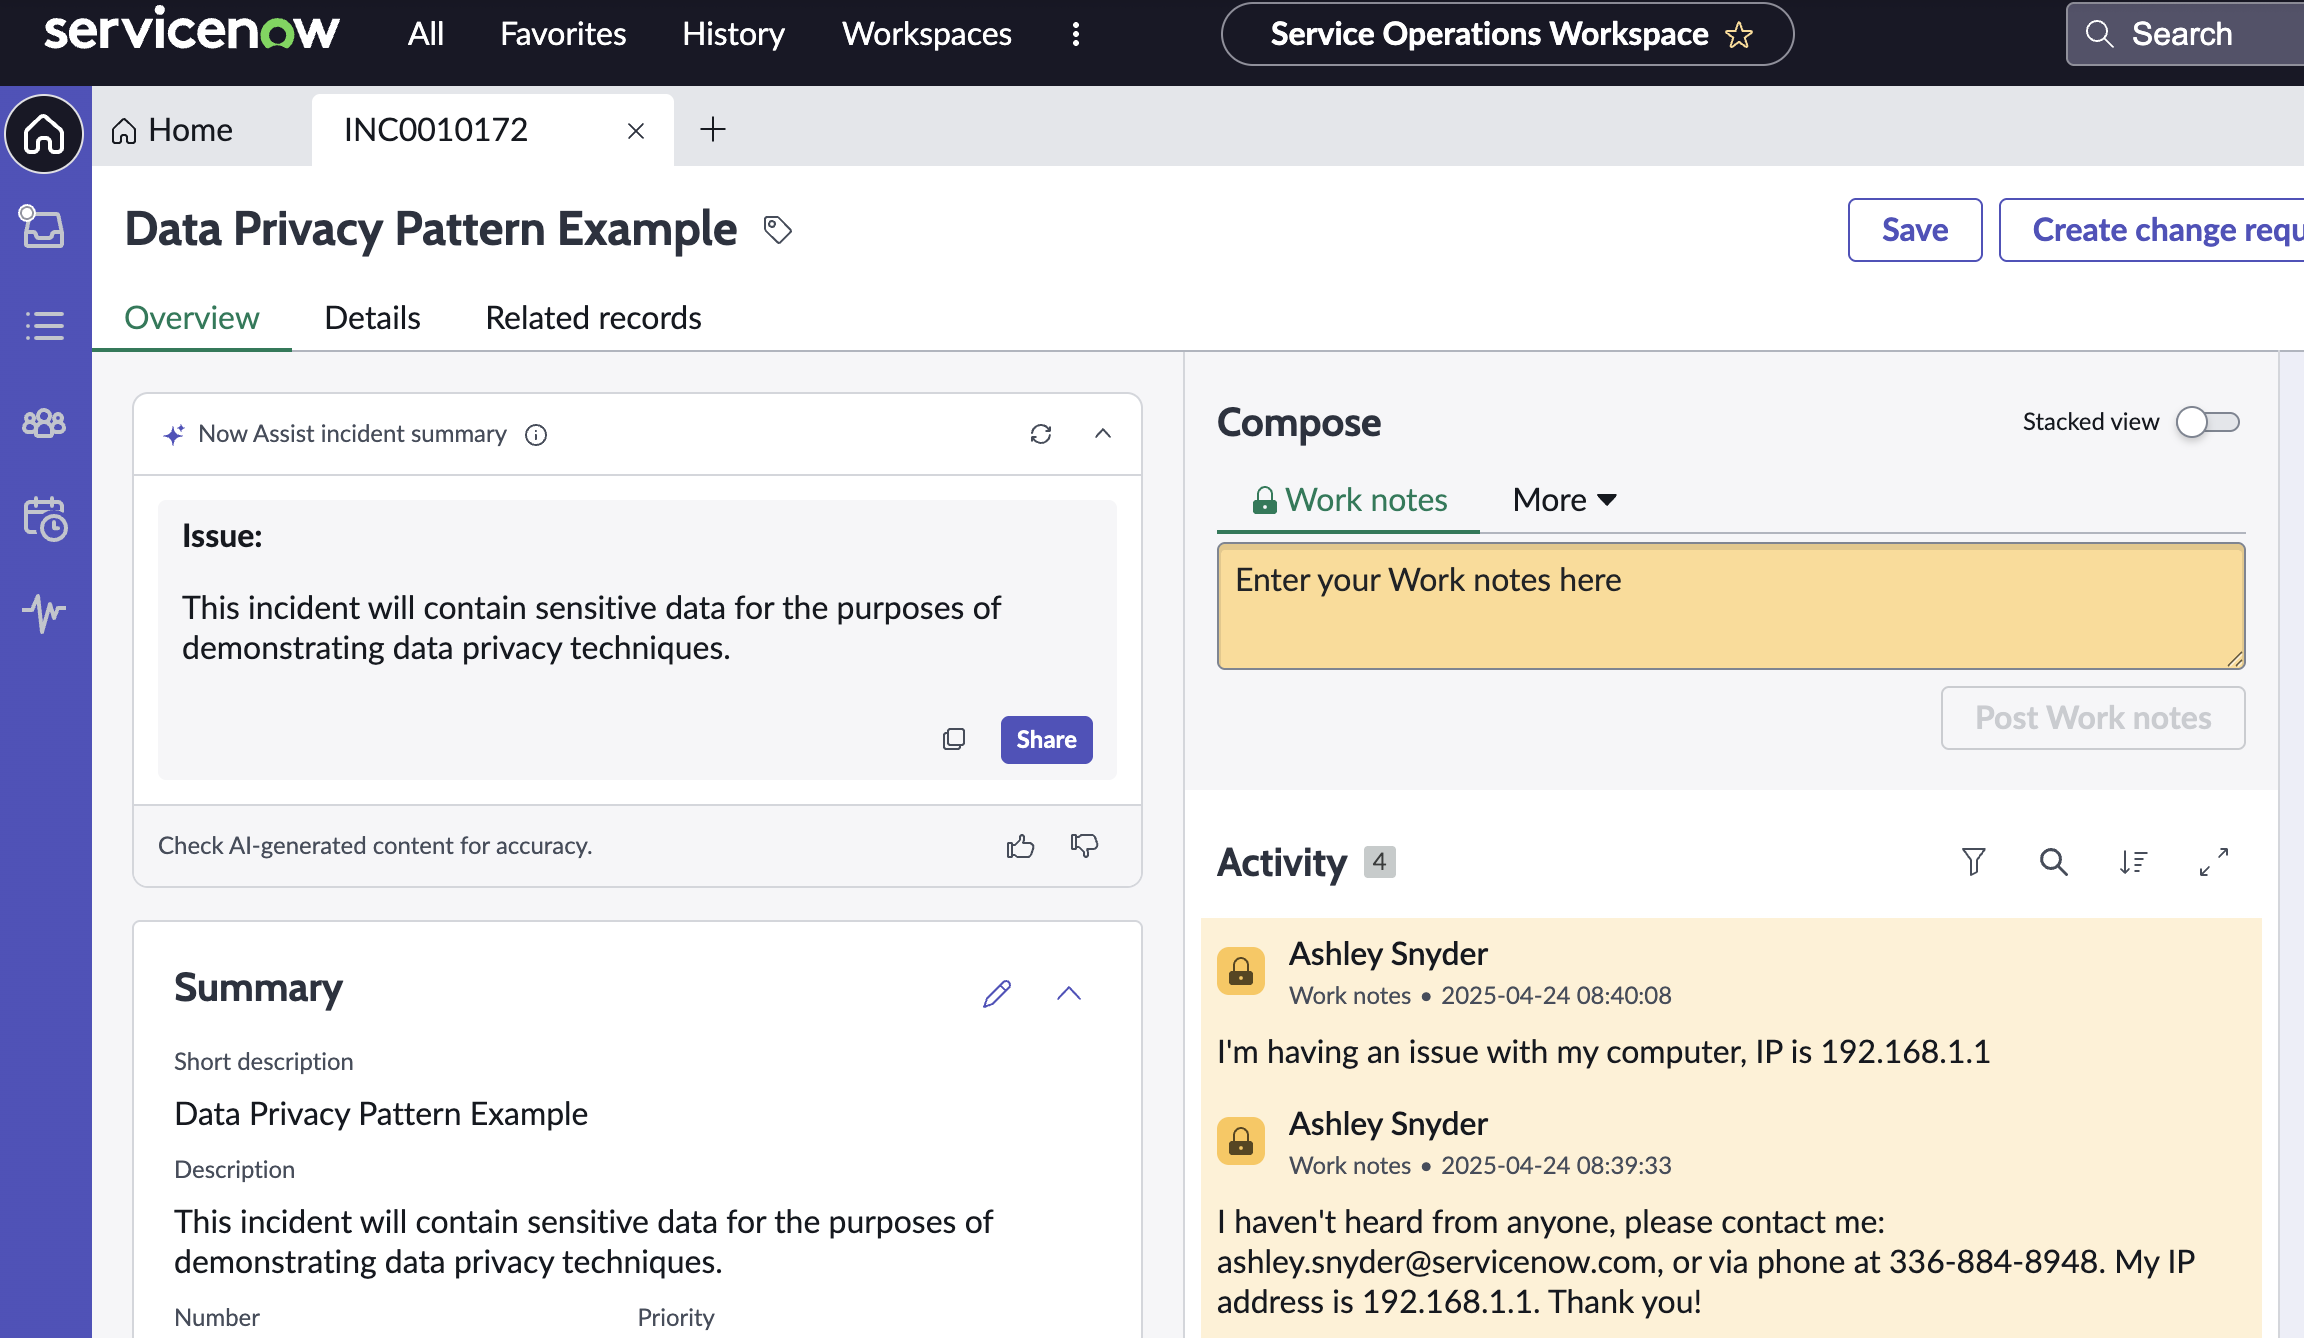 servicenow
All
Favorites
History
Workspaces
Service Operations Workspace
Search
Home
INC0010172
Data Privacy Pattern Example
Save
Create change requ
Overview
Details
Related records
Now Assist incident summary
Issue:
This incident will contain sensitive data for the purposes of
demonstrating data privacy techniques.
Share
Check AI-generated content for accuracy.
Summary
Short description
Data Privacy Pattern Example
Description
This incident will contain sensitive data for the purposes of
demonstrating data privacy techniques.
Number
Priority
Compose
Stacked view
Work notes
More
Enter your Work notes here
Post Work notes
Activity 4
Ashley Snyder
Work notes • 2025-04-24 08:40:08
I'm having an issue with my computer, IP is 192.168.1.1
Ashley Snyder
Work notes • 2025-04-24 08:39:33
I haven't heard from anyone, please contact me:
ashley.snyder@servicenow.com, or via phone at 336-884-8948. My IP
address is 192.168.1.1. Thank you!